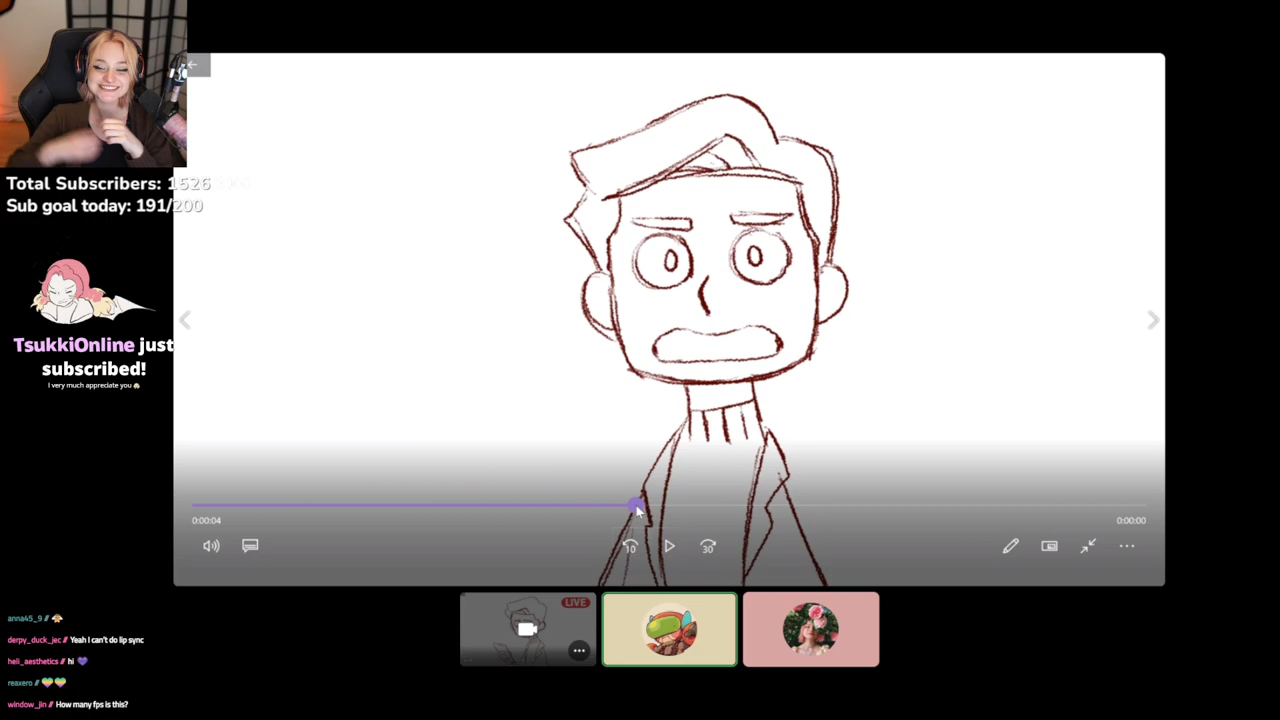 Total Subscribers: 1526
Sub goal today: 191/200
TsukkiOnline just
subscribed!
I very much appreciate you
0:00:04
0:00:00
10
30
LIVE
anna45_9 //
derpy_duck_jec // Yeah I can't do lip sync
heli_aesthetics // hi 💜
reaxero //
window_jin // How many fps is this?